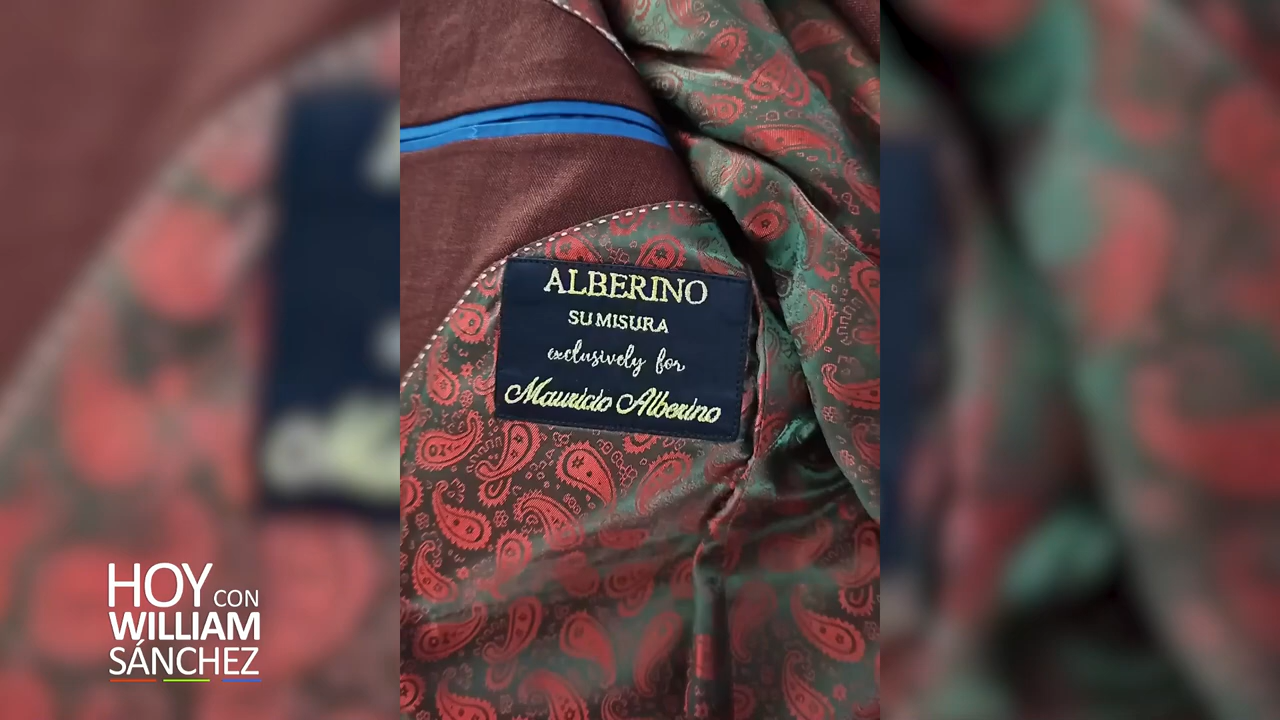 ALBERINO
SU MISURA
exclusively for
Mauricio Alberino
HOY CON
WILLIAM
SÁNCHEZ